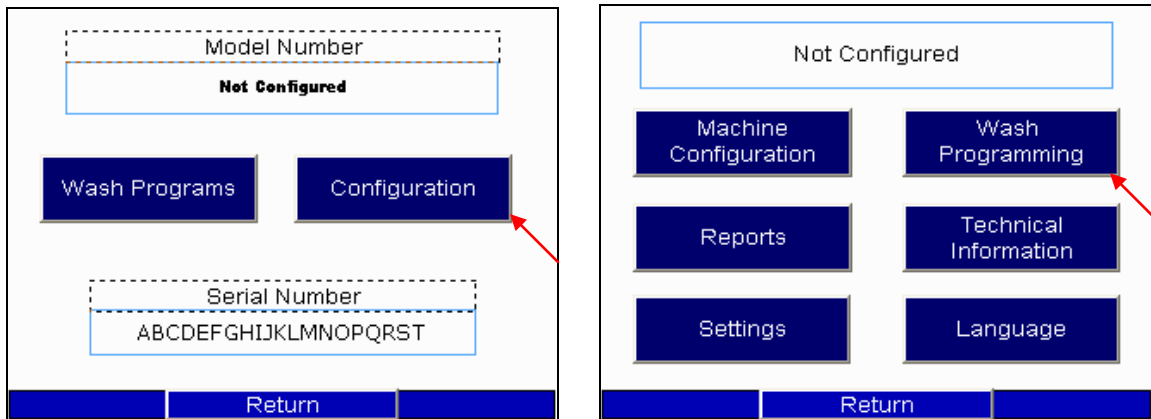 Model Number
Not Configured
Wash Programs
Configuration
Serial Number
ABCDEFGHIJKLMNOPQRST
Return
Not Configured
Machine
Configuration
Wash
Programming
Reports
Technical
Information
Settings
Language
Return